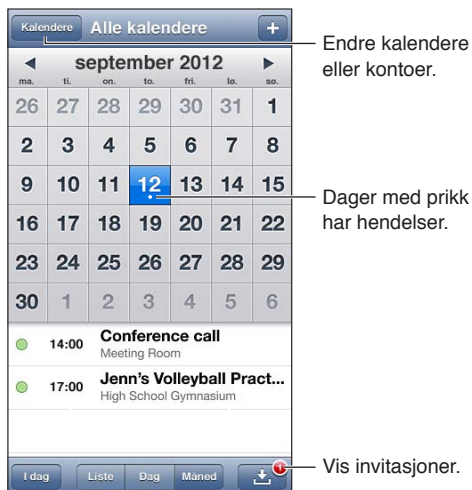 Kalendere Alle kalendere +
Endre kalendere
eller kontoer.
september 2012
ma. ti. on. to. fri. lo. so.
26 27 28 29 30 31 1
2 3 4 5 6 7 8
9 10 11 12 13 14 15
Dager med prikk
har hendelser.
16 17 18 19 20 21 22
23 24 25 26 27 28 29
30 1 2 3 4 5 6
14:00 Conference call
Meeting Room
17:00 Jenn's Volleyball Pract...
High School Gymnasium
I dag Liste Dag Måned 1
Vis invitasjoner.